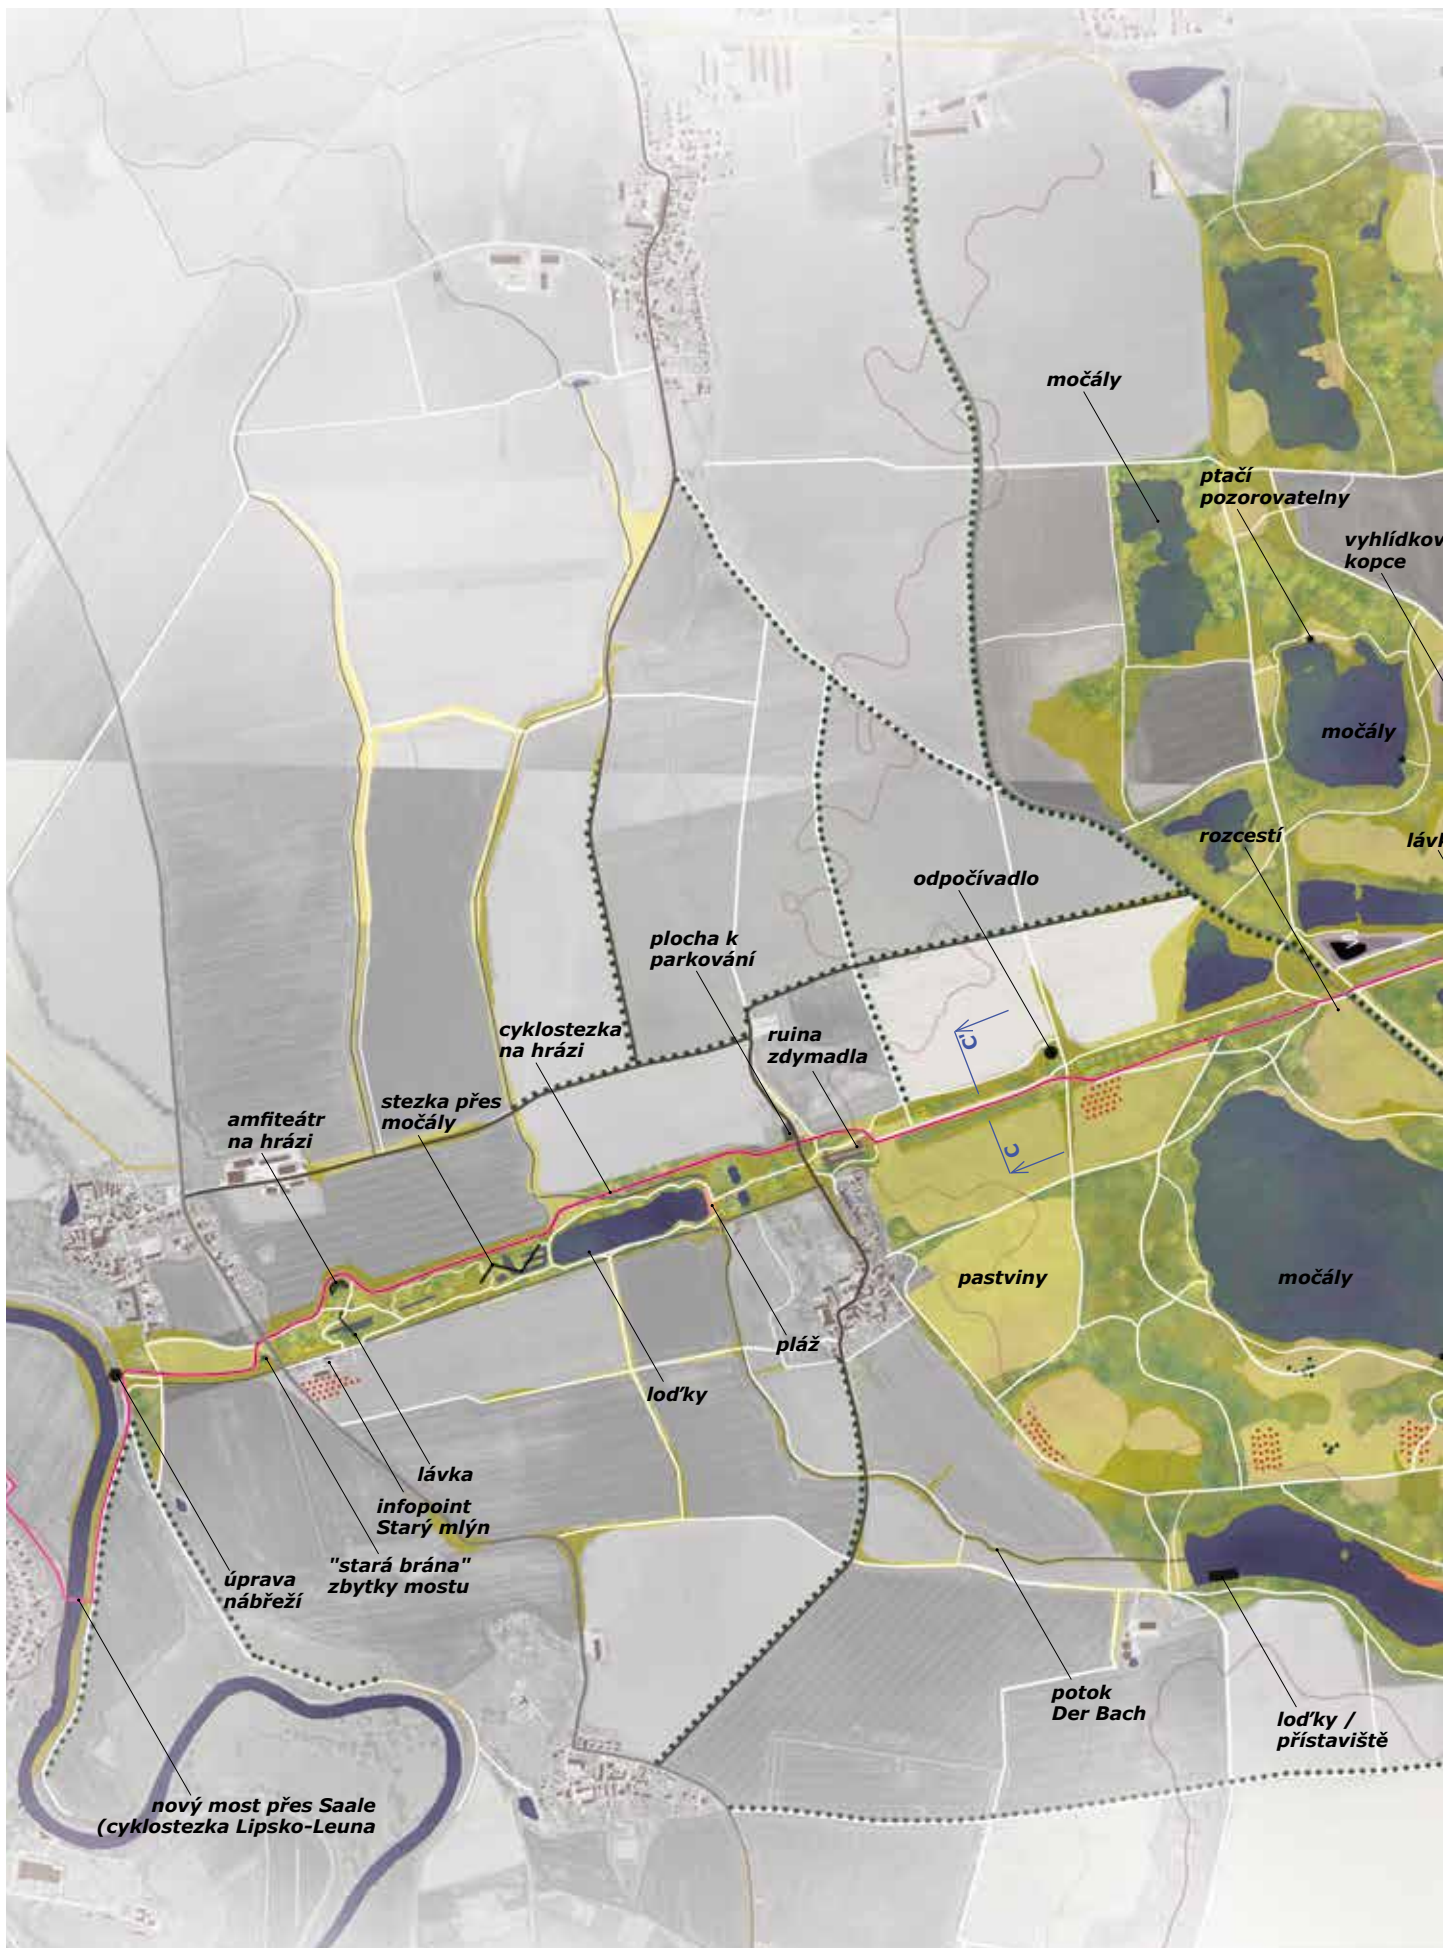 močály
ptačí
pozorovatelny
vyhlídkov
kopce
močály
rozcestí
lávk
odpočívadlo
plocha k
parkování
cyklostezka
na hrázi
ruina
zdymadla
C'
stezka přes
močály
amfiteátr
na hrázi
C
pastviny
močály
pláž
loďky
lávka
infopoint
Starý mlýn
"stará brána"
zbytky mostu
úprava
nábřeží
potok
Der Bach
loďky /
přístaviště
nový most přes Saale
(cyklostezka Lipsko-Leuna